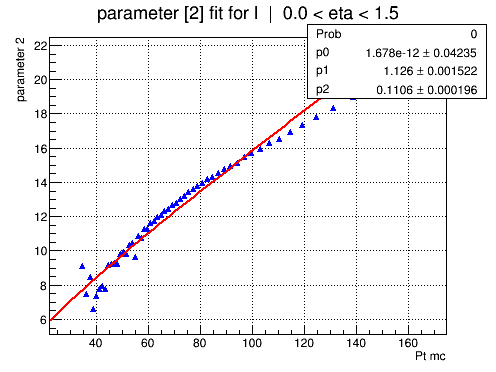 parameter [2] fit for I | 0.0 < eta < 1.5
Prob 0
p0 1.678e-12 ± 0.04235
p1 1.126 ± 0.001522
p2 0.1106 ± 0.000196
parameter 2
22
20
18
16
14
12
10
8
6
40 60 80 100 120 140 160
Pt mc